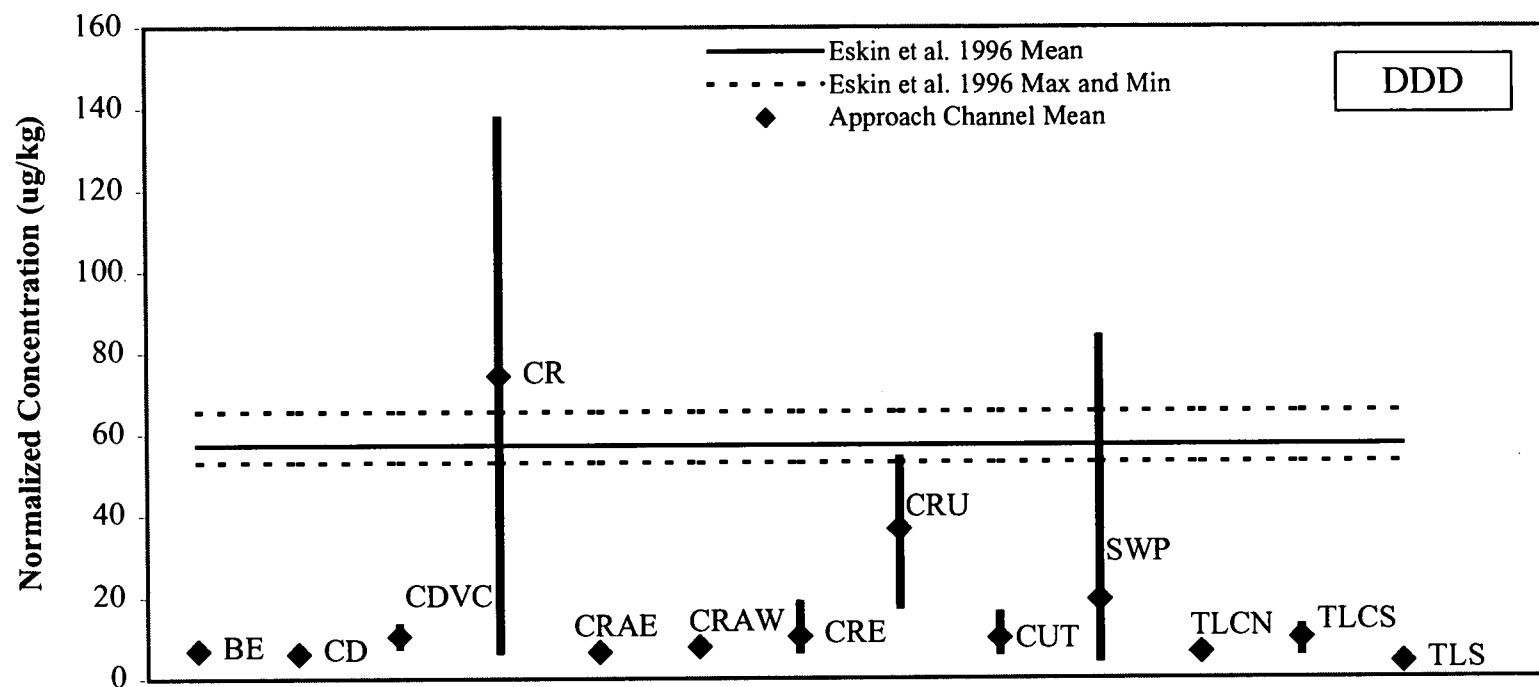 160
140
120
100
80
60
40
20
0
Normalized Concentration (ug/kg)
Eskin et al. 1996 Mean
Eskin et al. 1996 Max and Min
Approach Channel Mean
DDD
BE
CD
CDVC
CR
CRAE
CRAW
CRE
CRU
CUT
SWP
TLCN
TLCS
TLS